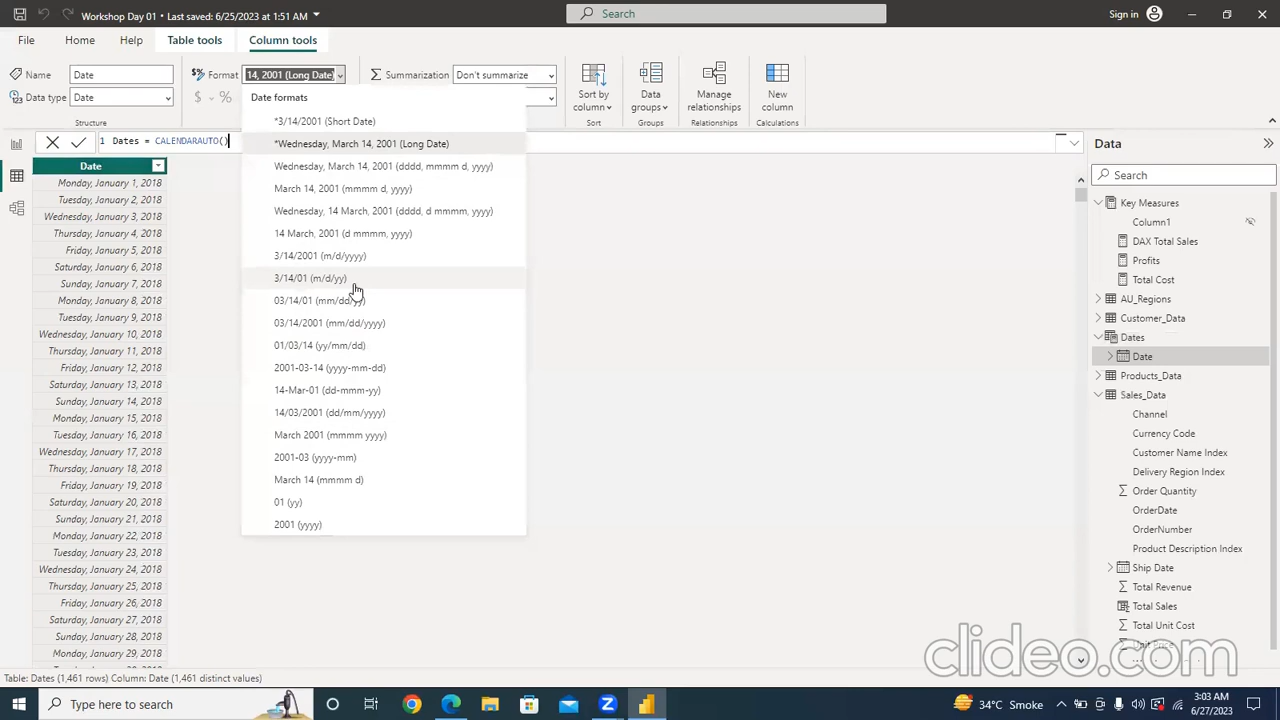 Workshop Day 01 • Last saved: 6/25/2023 at 1:51 AM
Search
Sign in
File
Home
Help
Table tools
Column tools
Name
Date
Format
14, 2001 (Long Date)
Summarization
Don't summarize
Data type
Date
$
%
Sort by
column
Data
groups
Manage
relationships
New
column
Sort
Groups
Relationships
Calculations
Date formats
*3/14/2001 (Short Date)
*Wednesday, March 14, 2001 (Long Date)
Wednesday, March 14, 2001 (dddd, mmmm d, yyyy)
March 14, 2001 (mmmm d, yyyy)
Wednesday, 14 March, 2001 (dddd, d mmmm, yyyy)
14 March, 2001 (d mmmm, yyyy)
3/14/2001 (m/d/yyyy)
3/14/01 (m/d/yy)
03/14/01 (mm/dd/yy)
03/14/2001 (mm/dd/yyyy)
01/03/14 (yy/mm/dd)
2001-03-14 (yyyy-mm-dd)
14-Mar-01 (dd-mmm-yy)
14/03/2001 (dd/mm/yyyy)
March 2001 (mmmm yyyy)
2001-03 (yyyy-mm)
March 14 (mmmm d)
01 (yy)
2001 (yyyy)
1 Dates = CALENDARAUTO()
Date
Monday, January 1, 2018
Tuesday, January 2, 2018
Wednesday, January 3, 2018
Thursday, January 4, 2018
Friday, January 5, 2018
Saturday, January 6, 2018
Sunday, January 7, 2018
Monday, January 8, 2018
Tuesday, January 9, 2018
Wednesday, January 10, 2018
Thursday, January 11, 2018
Friday, January 12, 2018
Saturday, January 13, 2018
Sunday, January 14, 2018
Monday, January 15, 2018
Tuesday, January 16, 2018
Wednesday, January 17, 2018
Thursday, January 18, 2018
Friday, January 19, 2018
Saturday, January 20, 2018
Sunday, January 21, 2018
Monday, January 22, 2018
Tuesday, January 23, 2018
Wednesday, January 24, 2018
Thursday, January 25, 2018
Friday, January 26, 2018
Saturday, January 27, 2018
Sunday, January 28, 2018
Monday, January 29, 2018
Data
Search
Key Measures
Column1
DAX Total Sales
Profits
Total Cost
AU_Regions
Customer_Data
Dates
Date
Products_Data
Sales_Data
Channel
Currency Code
Customer Name Index
Delivery Region Index
Order Quantity
OrderDate
OrderNumber
Product Description Index
Ship Date
Total Revenue
Total Sales
Total Unit Cost
Unit Price
clideo.com
Table: Dates (1,461 rows) Column: Date (1,461 distinct values)
Type here to search
34°C Smoke
3:03 AM
6/27/2023